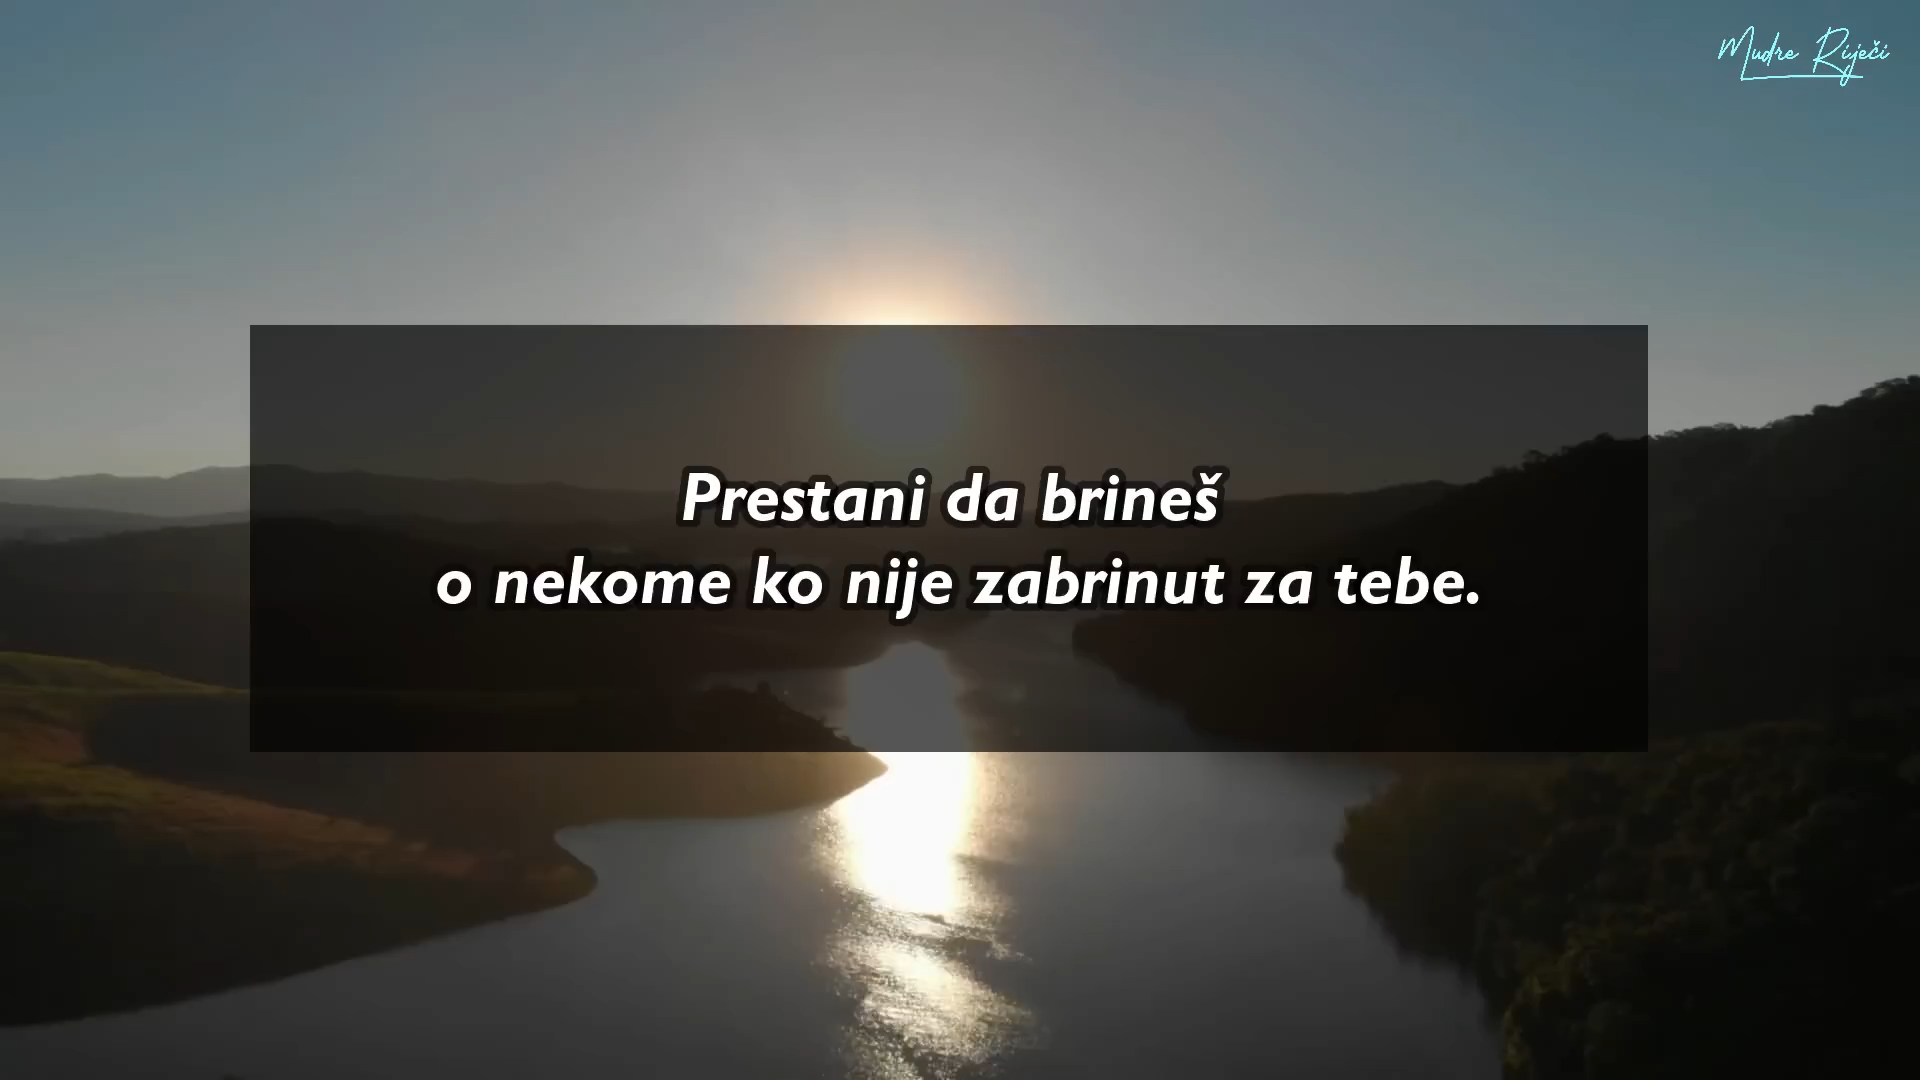 Mudre Riječi
Prestani da brineš
o nekome ko nije zabrinut za tebe.